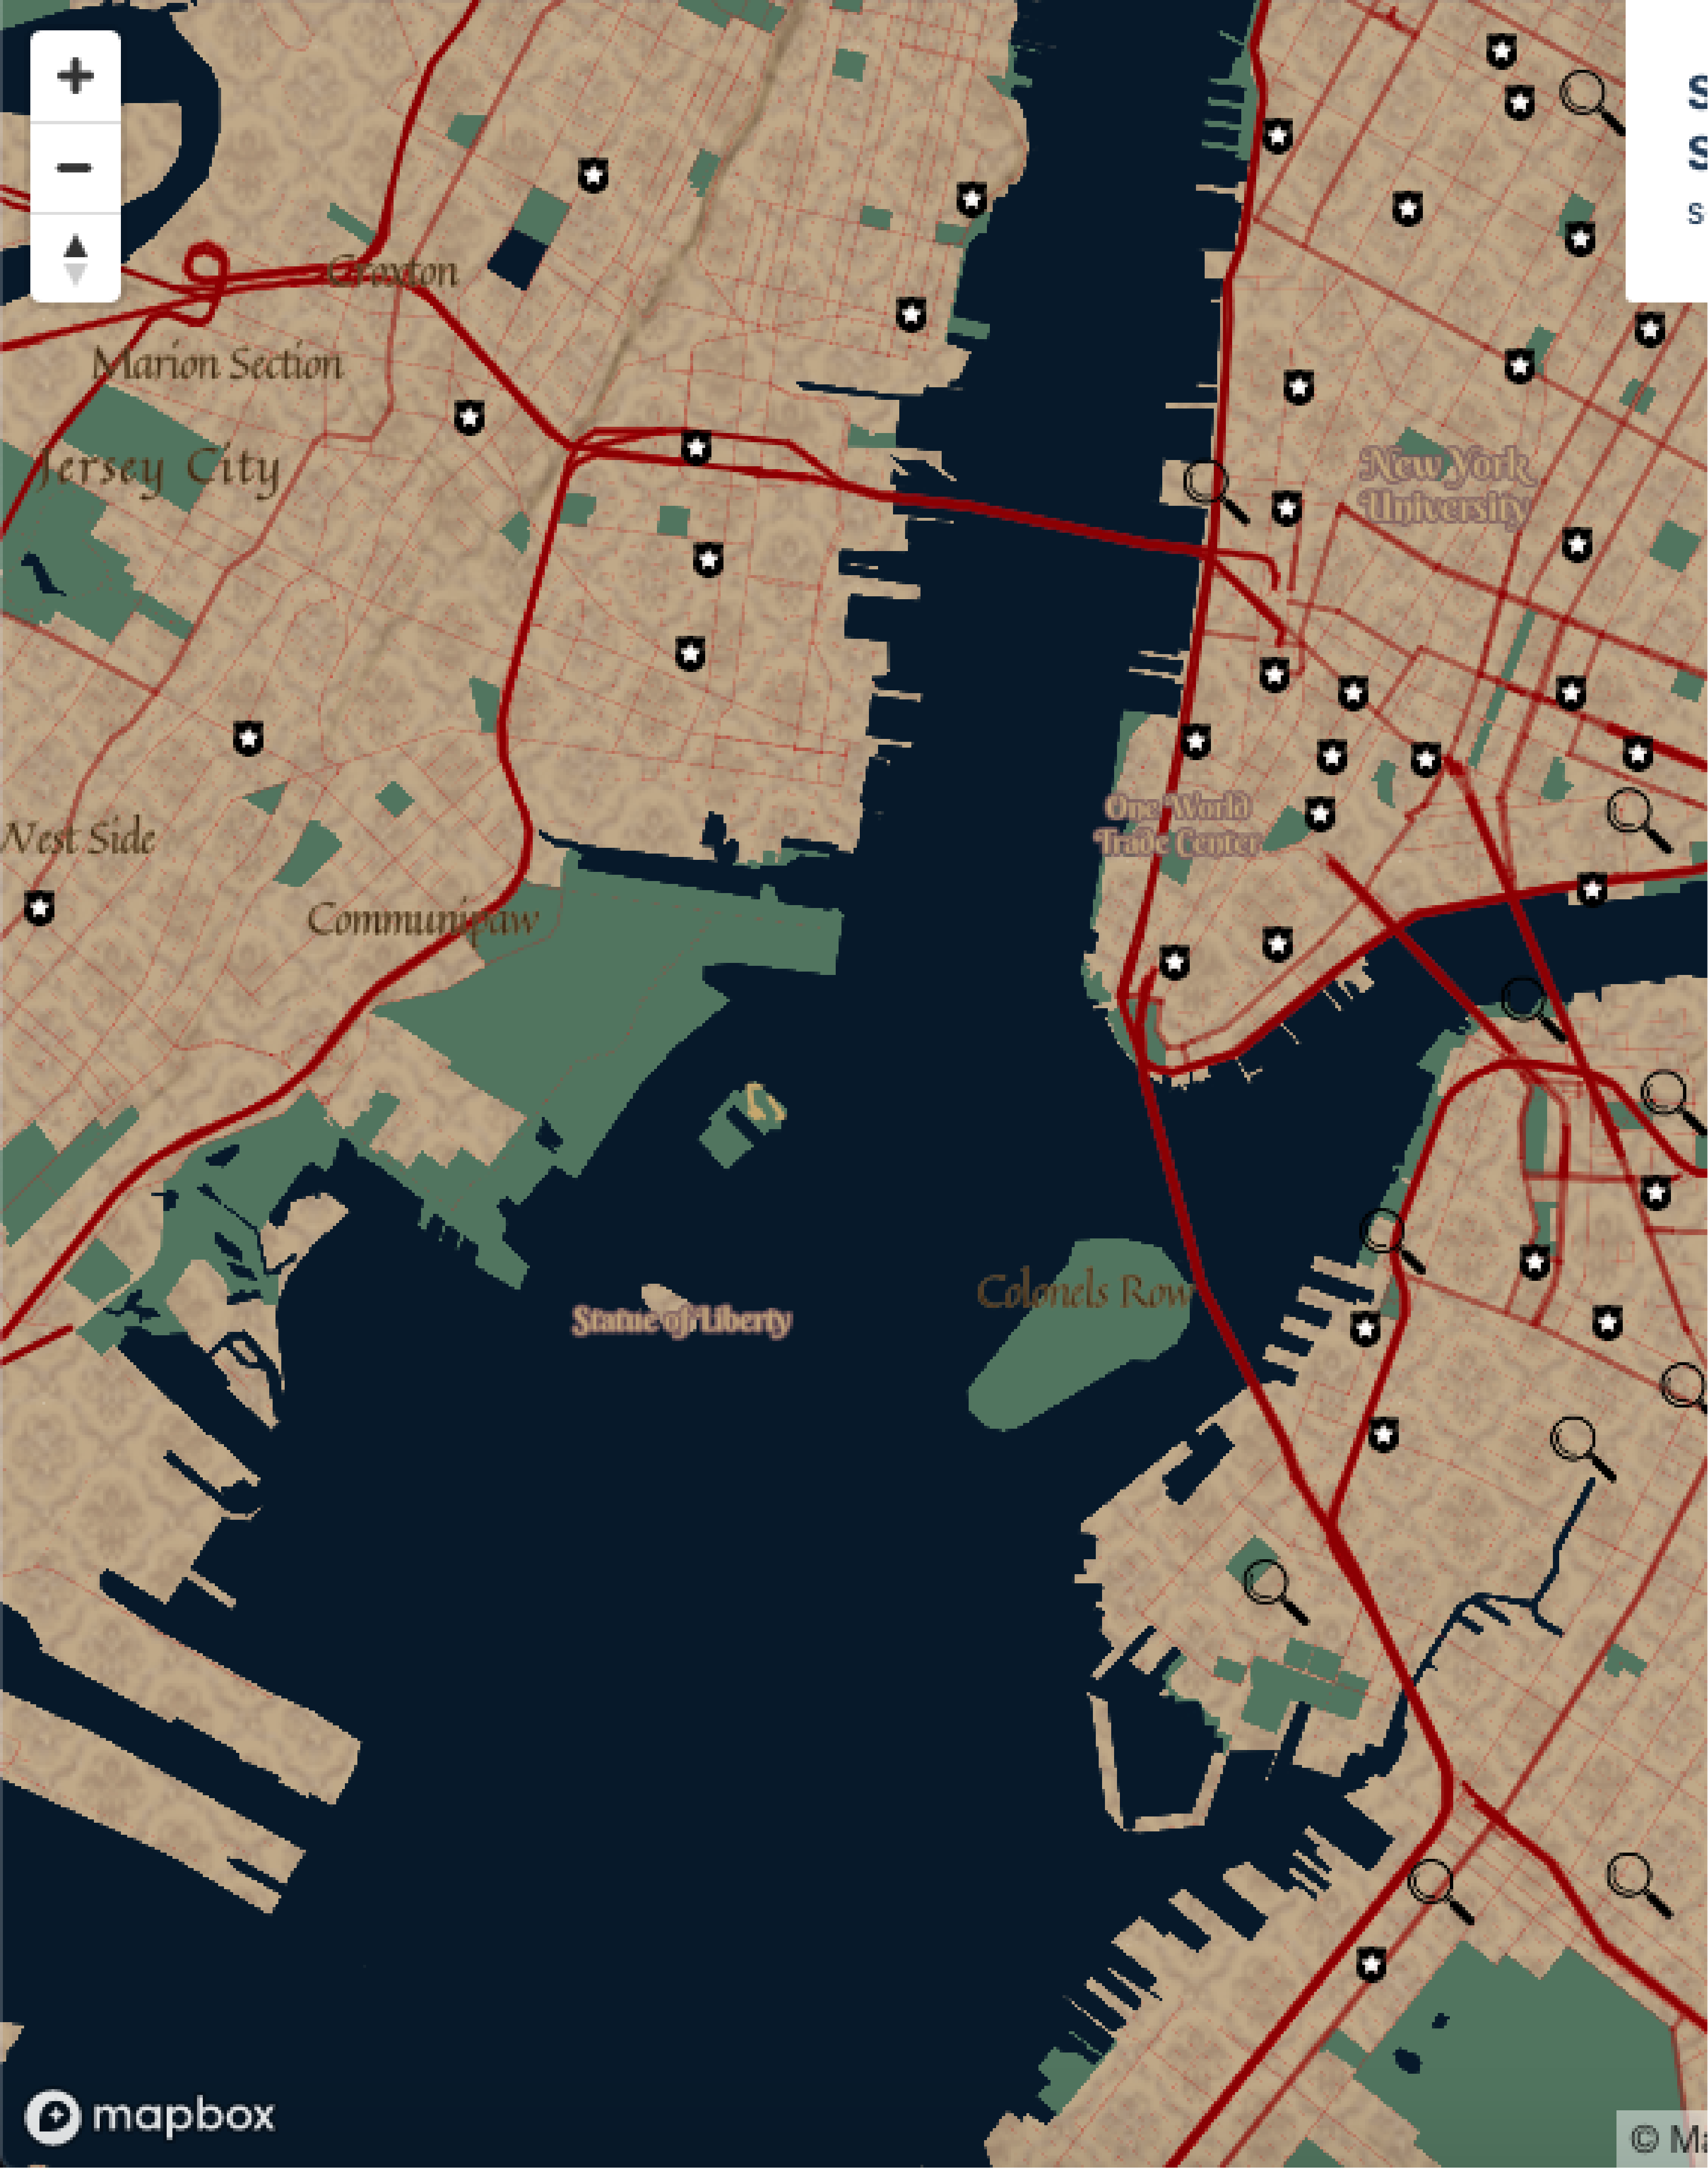 Croxton
Marion Section
Jersey City
New York
University
One World
Trade Center
West Side
Communipaw
Colonels Row
Statue of Liberty
mapbox